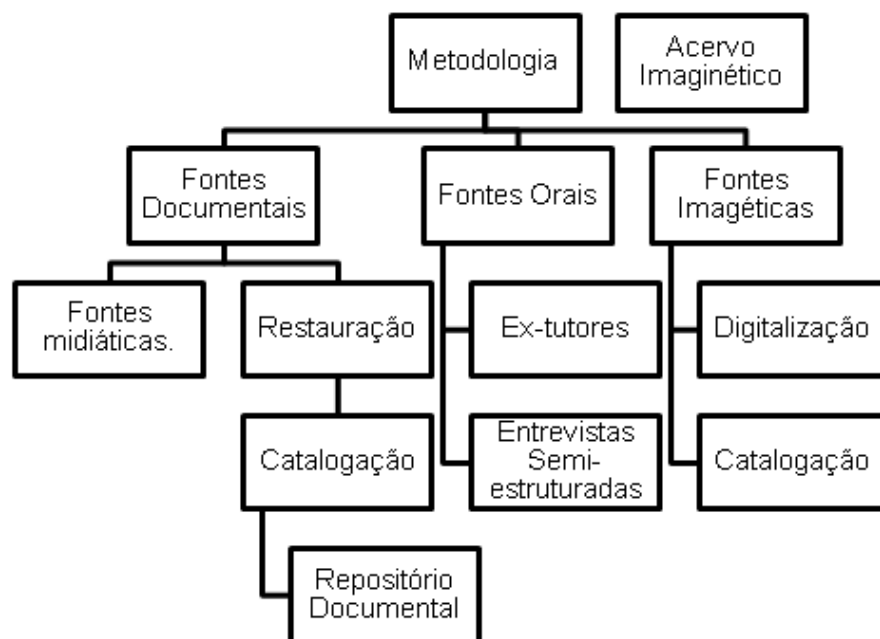 Metodologia
Acervo
Imaginético
Fontes
Documentais
Fontes Orais
Fontes
Imagéticas
Fontes
midiáticas.
Restauração
Ex-tutores
Digitalização
Catalogação
Entrevistas
Semi-
estruturadas
Catalogação
Repositório
Documental